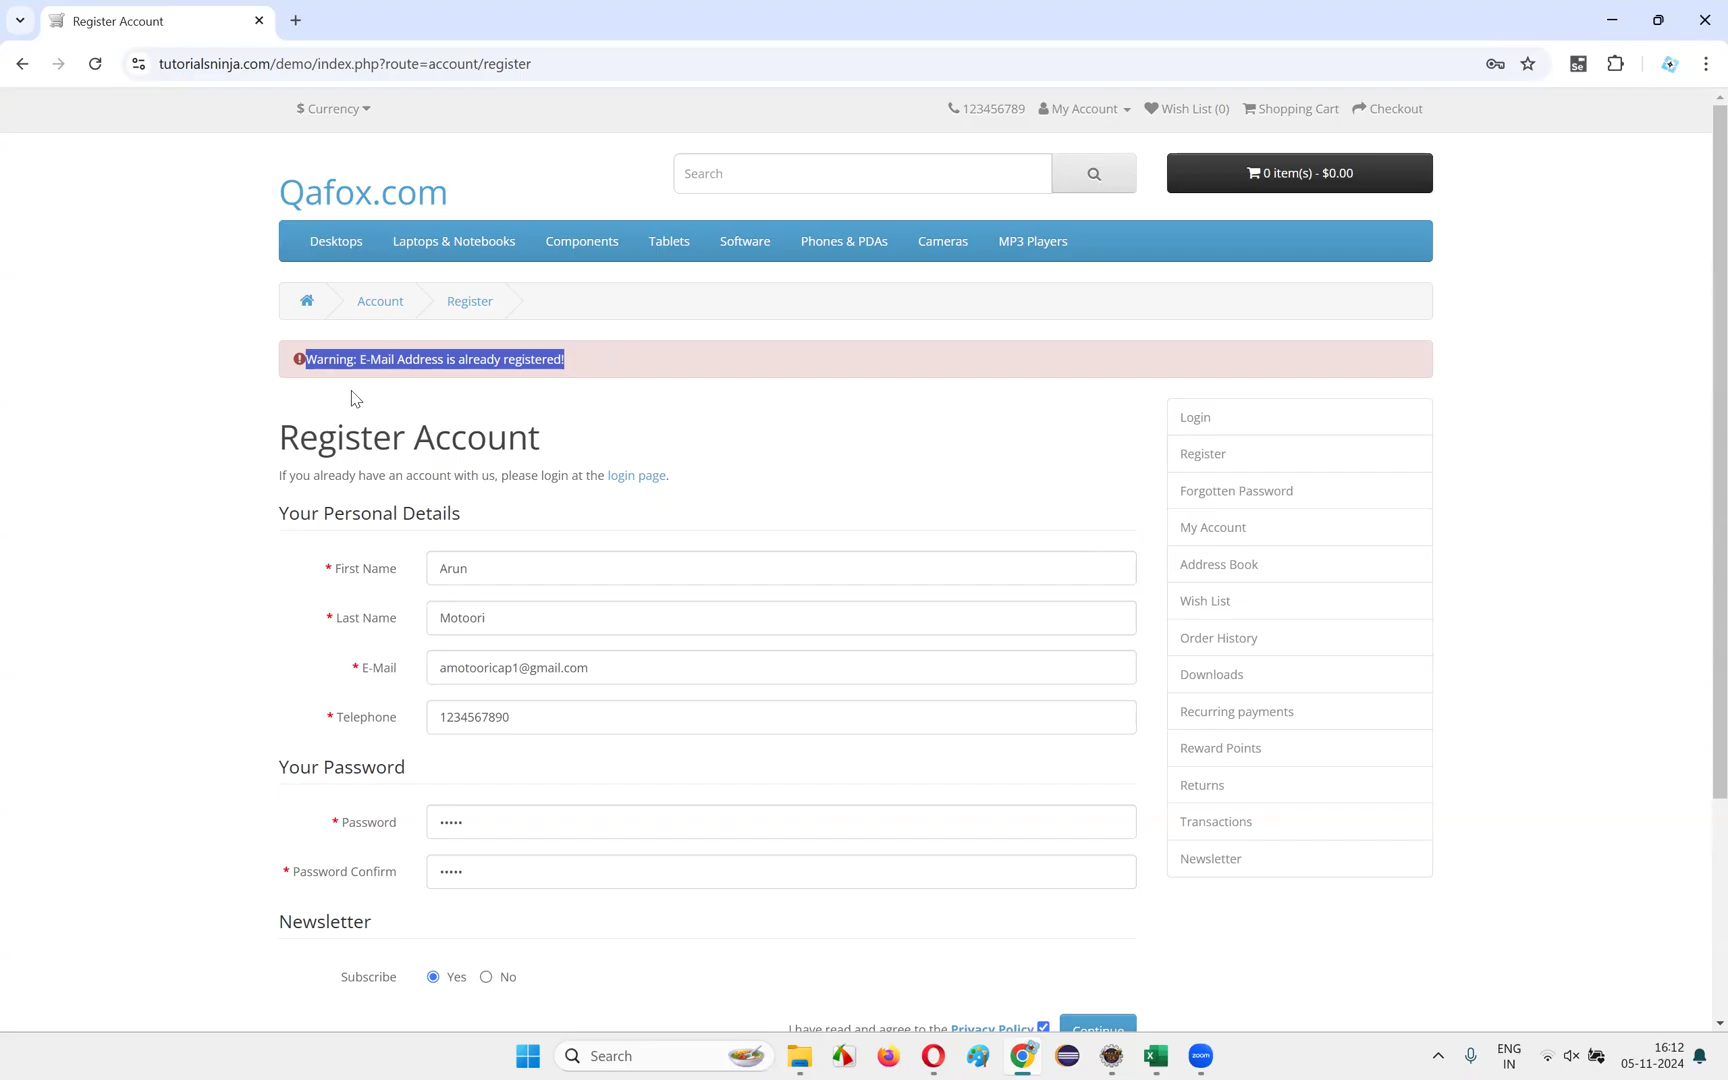 Register Account
tutorialsninja.com/demo/index.php?route=account/register
$ Currency
123456789 My Account Wish List (0) Shopping Cart Checkout
Qafox.com
Search
0 item(s) - $0.00
Desktops Laptops & Notebooks Components Tablets Software Phones & PDAs Cameras MP3 Players
Account Register
Warning: E-Mail Address is already registered!
Register Account
If you already have an account with us, please login at the login page.
Your Personal Details
* First Name Arun
* Last Name Motoori
* E-Mail amotooricap1@gmail.com
* Telephone 1234567890
Your Password
* Password •••••
* Password Confirm •••••
Newsletter
Subscribe Yes No
I have read and agree to the Privacy Policy Continue
Login
Register
Forgotten Password
My Account
Address Book
Wish List
Order History
Downloads
Recurring payments
Reward Points
Returns
Transactions
Newsletter
Search
zoom
ENG
IN
16:12
05-11-2024